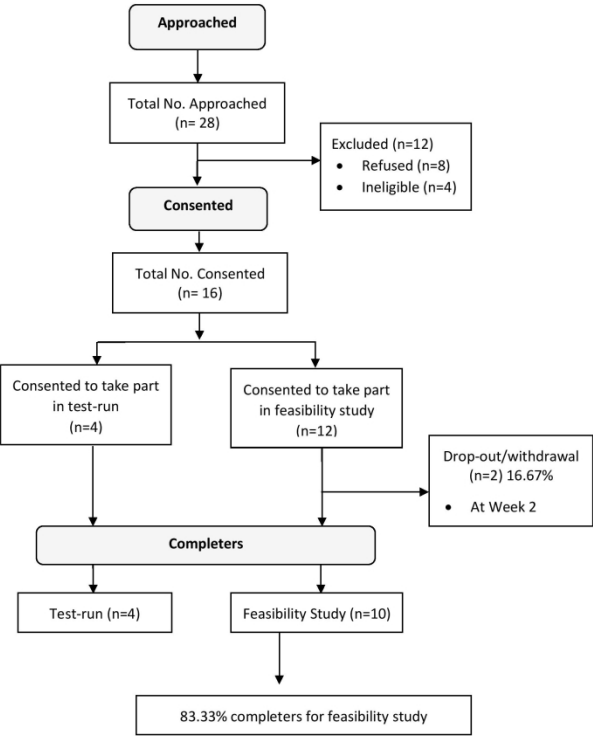 Approached
Total No. Approached
(n= 28)
Excluded (n=12)
• Refused (n=8)
• Ineligible (n=4)
Consented
Total No. Consented
(n= 16)
Consented to take part
in test-run
(n=4)
Consented to take part
in feasibility study
(n=12)
Drop-out/withdrawal
(n=2) 16.67%
• At Week 2
Completers
Test-run (n=4)
Feasibility Study (n=10)
83.33% completers for feasibility study